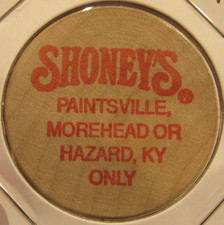 SHONEY'S®
PAINTSVILLE,
MOREHEAD OR
HAZARD, KY
ONLY